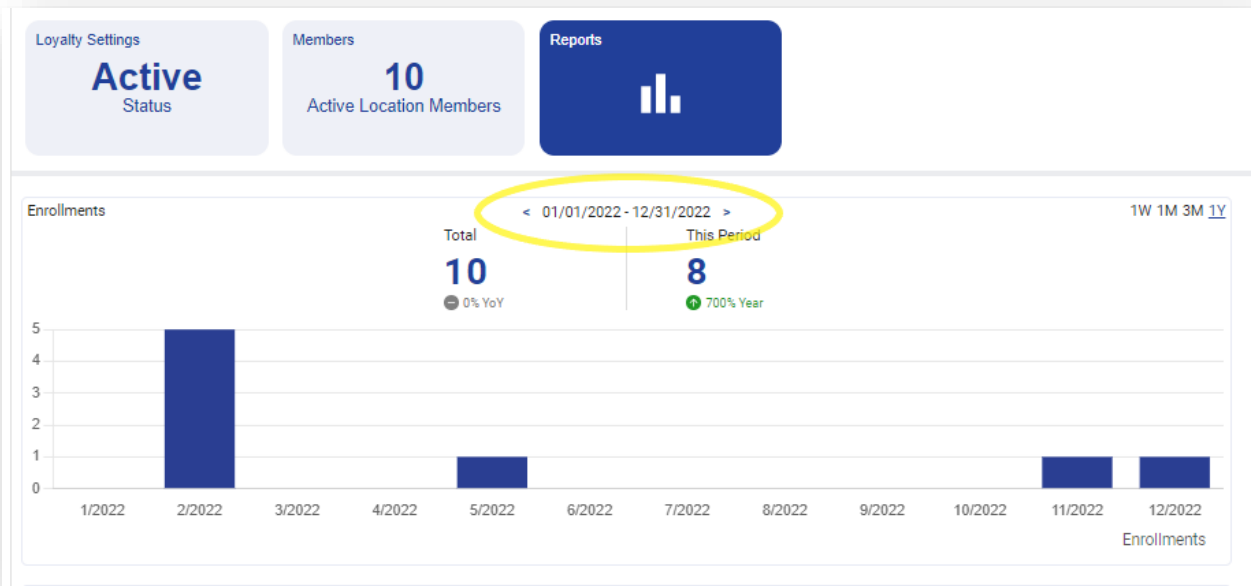 Loyalty Settings
Active
Status
Members
10
Active Location Members
Reports
Enrollments
< 01/01/2022 - 12/31/2022 >
1W 1M 3M 1Y
Total
10
0% YoY
This Period
8
700% Year
5
4
3
2
1
0
1/2022 2/2022 3/2022 4/2022 5/2022 6/2022 7/2022 8/2022 9/2022 10/2022 11/2022 12/2022
Enrollments